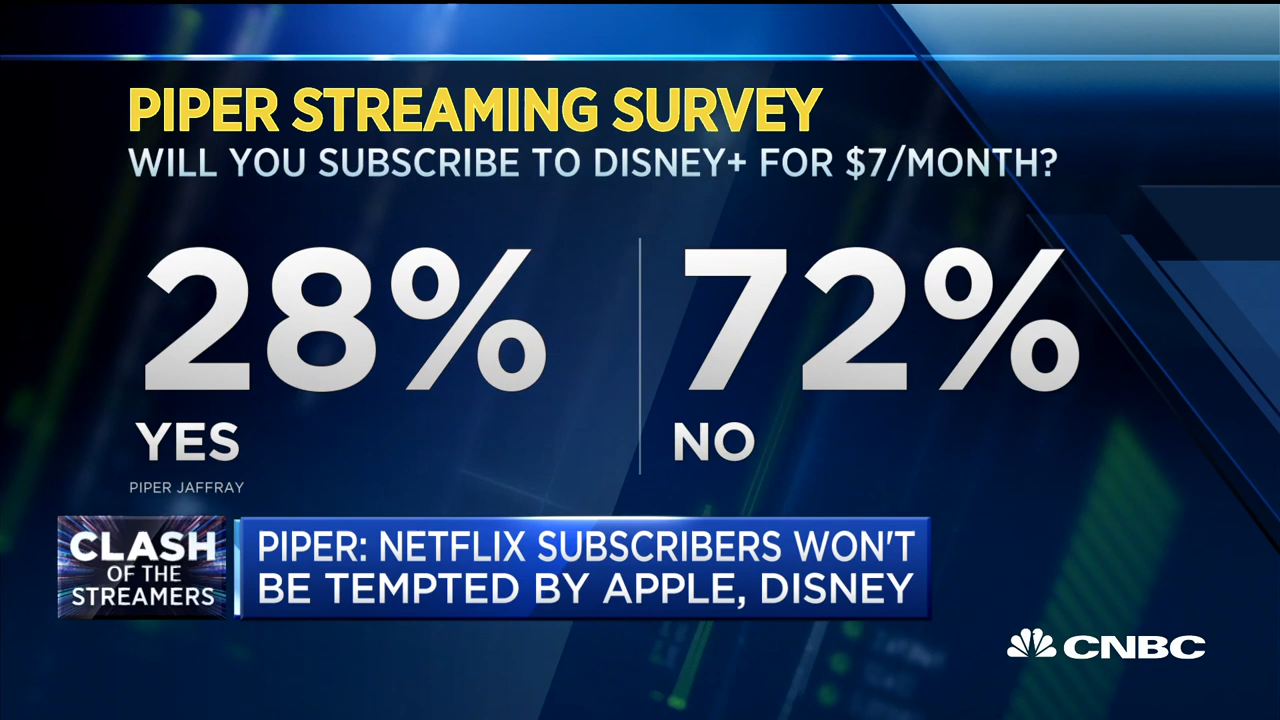 PIPER STREAMING SURVEY
WILL YOU SUBSCRIBE TO DISNEY+ FOR $7/MONTH?
28%
YES
72%
NO
PIPER JAFFRAY
CLASH
OF THE
STREAMERS
PIPER: NETFLIX SUBSCRIBERS WON'T
BE TEMPTED BY APPLE, DISNEY
CNBC